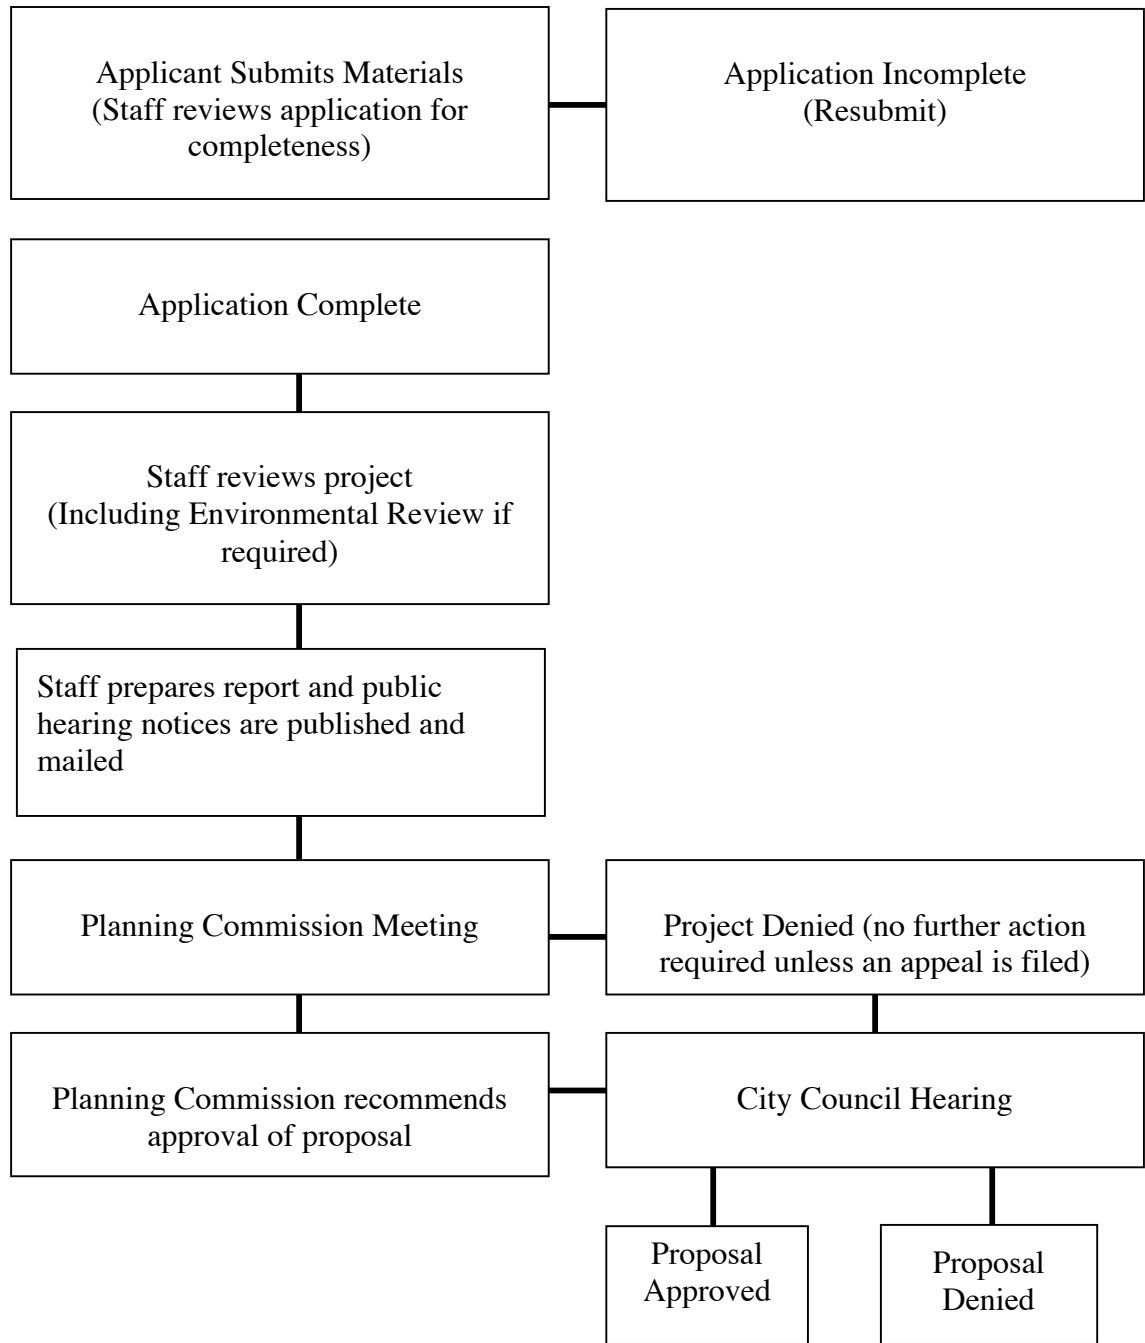 Applicant Submits Materials
(Staff reviews application for
completeness)
Application Incomplete
(Resubmit)
Application Complete
Staff reviews project
(Including Environmental Review if
required)
Staff prepares report and public
hearing notices are published and
mailed
Planning Commission Meeting
Project Denied (no further action
required unless an appeal is filed)
Planning Commission recommends
approval of proposal
City Council Hearing
Proposal
Approved
Proposal
Denied